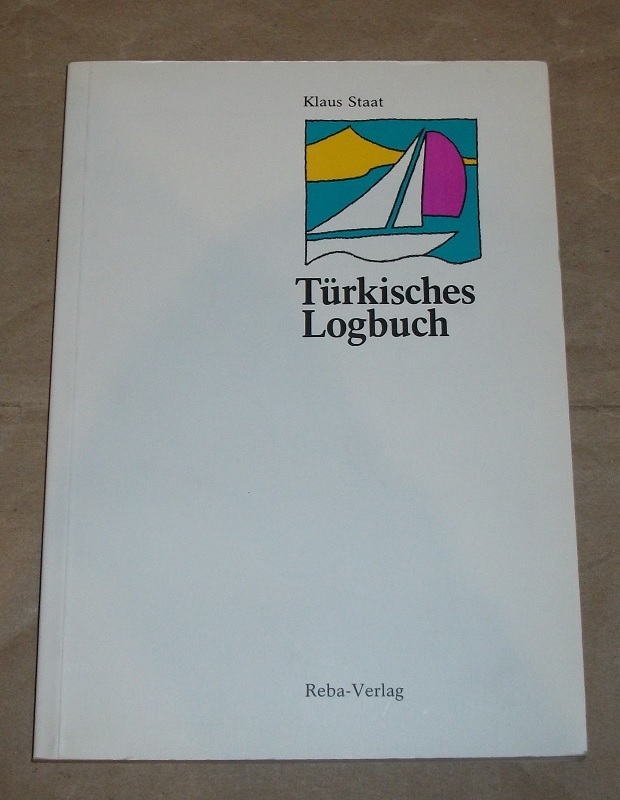 Klaus Staat
Türkisches
Logbuch
Reba-Verlag